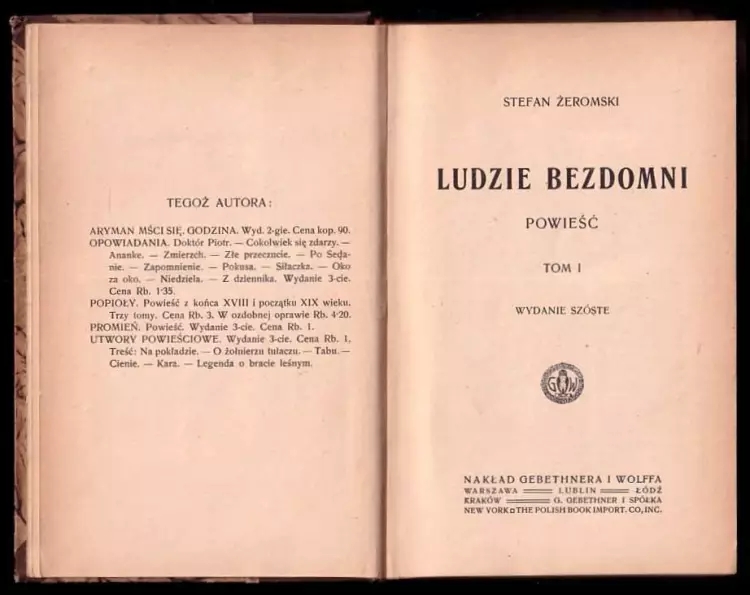 TEGOŻ AUTORA:
ARYMAN MŚCI SIĘ. GODZINA. Wyd. 2-gie. Cena kop. 90.
OPOWIADANIA. Doktór Piotr. — Cokolwiek się zdarzy. —
Ananke. — Zmierzch. — Złe przeczucie. — Po Seda-
nie. — Zapomnienie. — Pokusa. — Siłaczka. — Oko
za oko. — Niedziela. — Z dziennika. Wydanie 3-cie.
Cena Rb. 1·35.
POPIOŁY. Powieść z końca XVIII i początku XIX wieku.
Trzy tomy. Cena Rb. 3. W ozdobnej oprawie Rb. 4·20.
PROMIEŃ. Powieść. Wydanie 3-cie. Cena Rb. 1.
UTWORY POWIEŚCIOWE. Wydanie 3-cie. Cena Rb. 1,
Treść: Na pokładzie. — O żołnierzu tułaczu. — Tabu. —
Cienie. — Kara. — Legenda o bracie leśnym.
STEFAN ŻEROMSKI
LUDZIE BEZDOMNI
POWIEŚĆ
TOM I
WYDANIE SZÓSTE
G W
NAKŁAD GEBETHNERA I WOLFFA
WARSZAWA LUBLIN ŁÓDŹ
KRAKÓW G. GEBETHNER I SPÓŁKA
NEW YORK THE POLISH BOOK IMPORT. CO, INC.